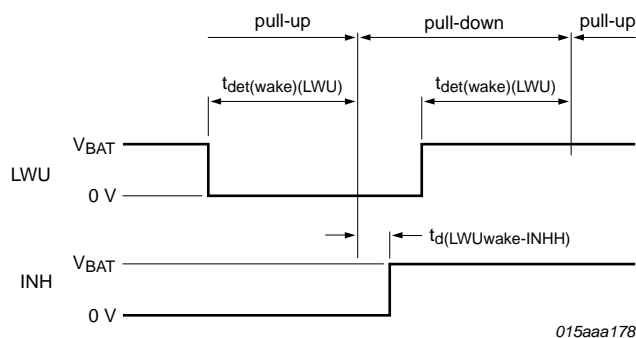 pull-up pull-down pull-up
tdet(wake)(LWU) tdet(wake)(LWU)
VBAT
LWU
0 V
td(LWUwake-INHH)
VBAT
INH
0 V
015aaa178